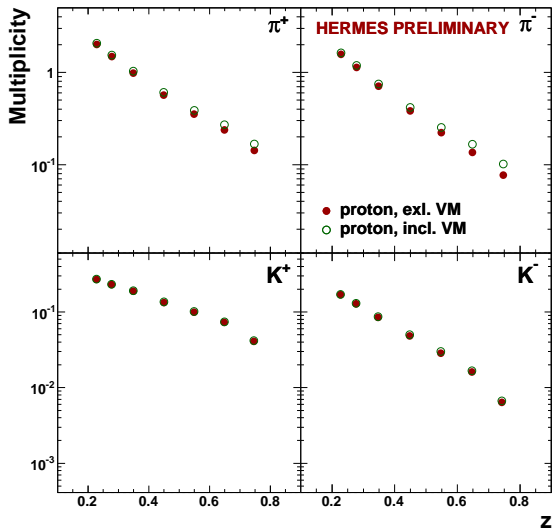 Multiplicity
π+
HERMES PRELIMINARY π-
1
10-1
proton, exl. VM
proton, incl. VM
K+
K-
10-1
10-2
10-3
0.2 0.4 0.6 0.8 0.2 0.4 0.6 0.8
z